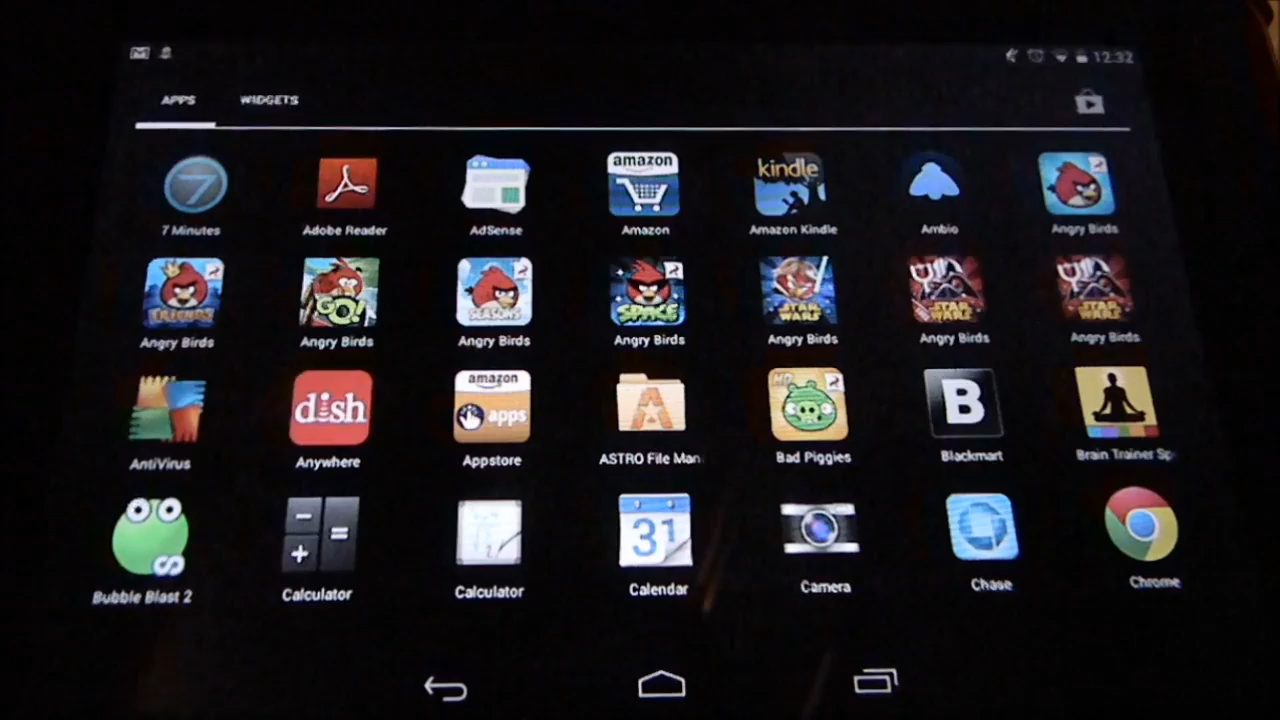 12:32
APPS WIDGETS
7
amazon
kindle
7 Minutes Adobe Reader AdSense Amazon Amazon Kindle Ambio Angry Birds
FRIENDS GO! SEASONS SPACE STAR WARS STAR WARS STAR WARS
Angry Birds Angry Birds Angry Birds Angry Birds Angry Birds Angry Birds Angry Birds
dish
amazon
apps
HD
B
AntiVirus Anywhere Appstore ASTRO File Man Bad Piggies Blackmart Brain Trainer Sp
31
Bubble Blast 2 Calculator Calculator Calendar Camera Chase Chrome